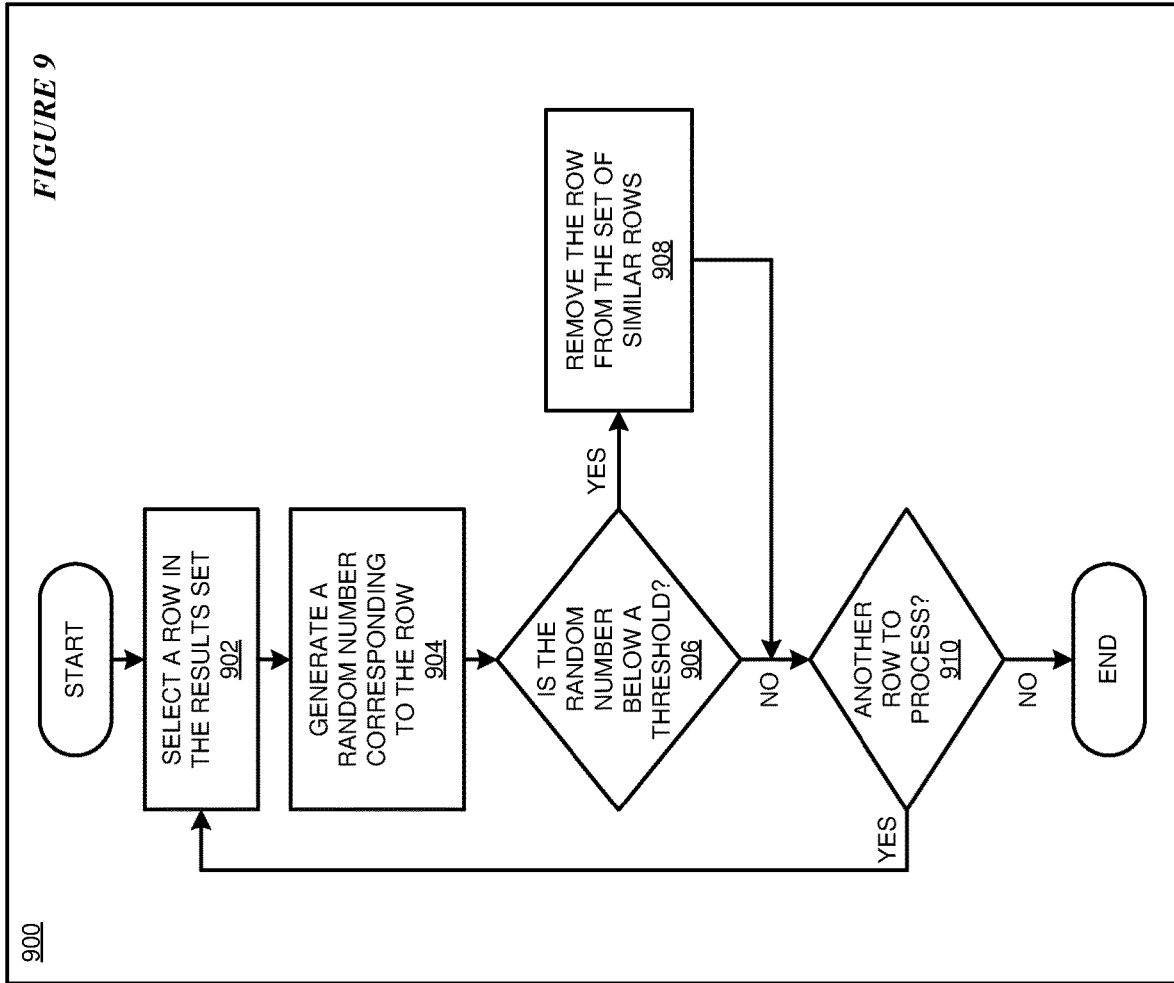 900
FIGURE 9
START
SELECT A ROW IN
THE RESULTS SET
902
GENERATE A
RANDOM NUMBER
CORRESPONDING
TO THE ROW
904
IS THE
RANDOM
NUMBER
BELOW A
THRESHOLD?
906
YES
REMOVE THE ROW
FROM THE SET OF
SIMILAR ROWS
908
NO
ANOTHER
ROW TO
PROCESS?
910
YES
NO
END